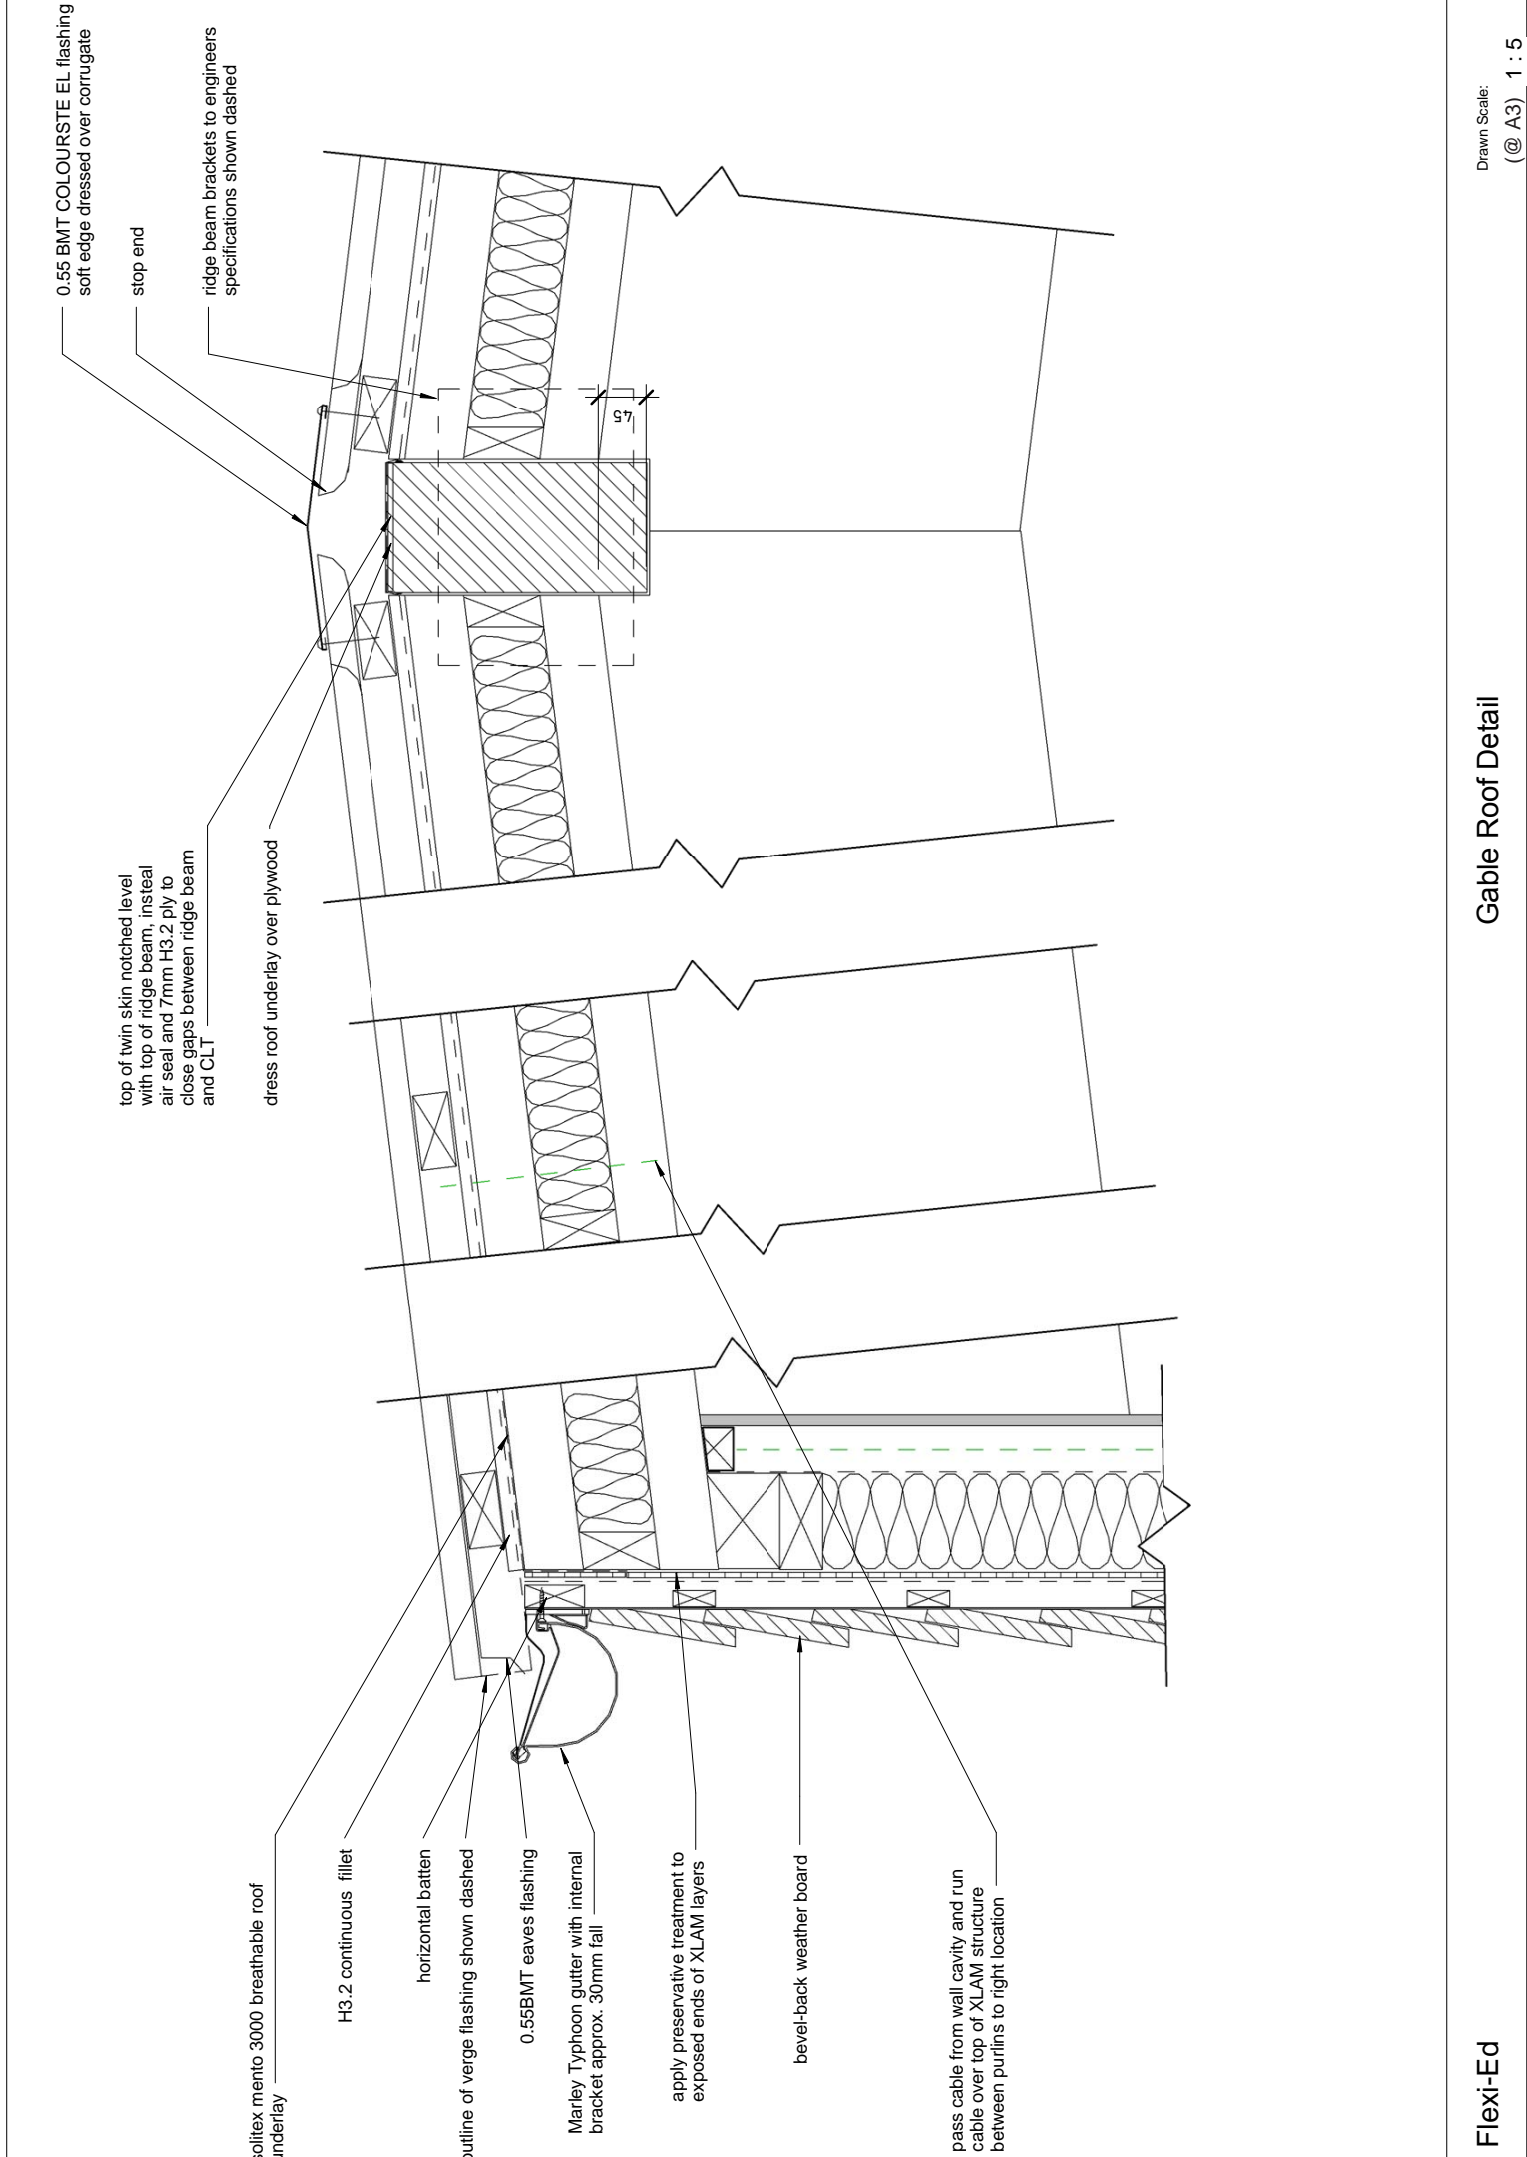 0.55 BMT COLOURSTE EL flashing
soft edge dressed over corrugate
stop end
ridge beam brackets to engineers
specifications shown dashed
top of twin skin notched level
with top of ridge beam, insteal
air seal and 7mm H3.2 ply to
close gaps between ridge beam
and CLT
dress roof underlay over plywood
45
solitex mento 3000 breathable roof
underlay
H3.2 continuous fillet
horizontal batten
outline of verge flashing shown dashed
0.55BMT eaves flashing
Marley Typhoon gutter with internal
bracket approx. 30mm fall
apply preservative treatment to
exposed ends of XLAM layers
bevel-back weather board
pass cable from wall cavity and run
cable over top of XLAM structure
between purlins to right location
Flexi-Ed
Gable Roof Detail
Drawn Scale:
(@ A3) 1 : 5